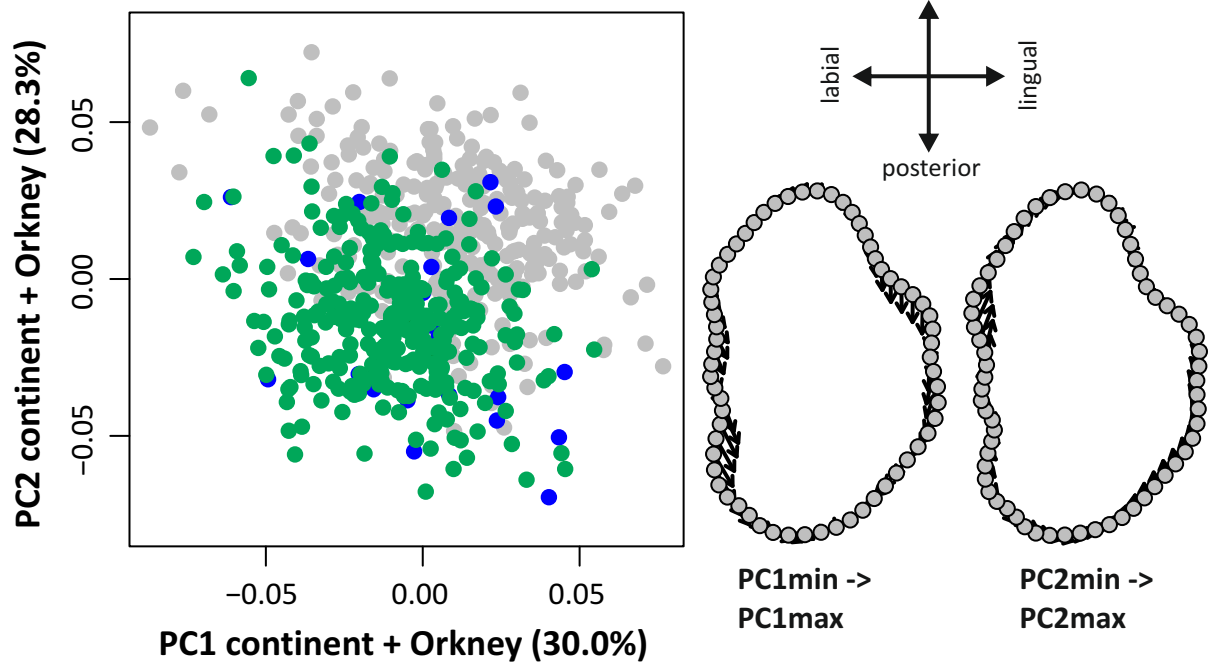 PC2 continent + Orkney (28.3%)
0.05
0.00
−0.05
−0.05
0.00
0.05
PC1 continent + Orkney (30.0%)
labial
lingual
posterior
PC1min ->
PC1max
PC2min ->
PC2max